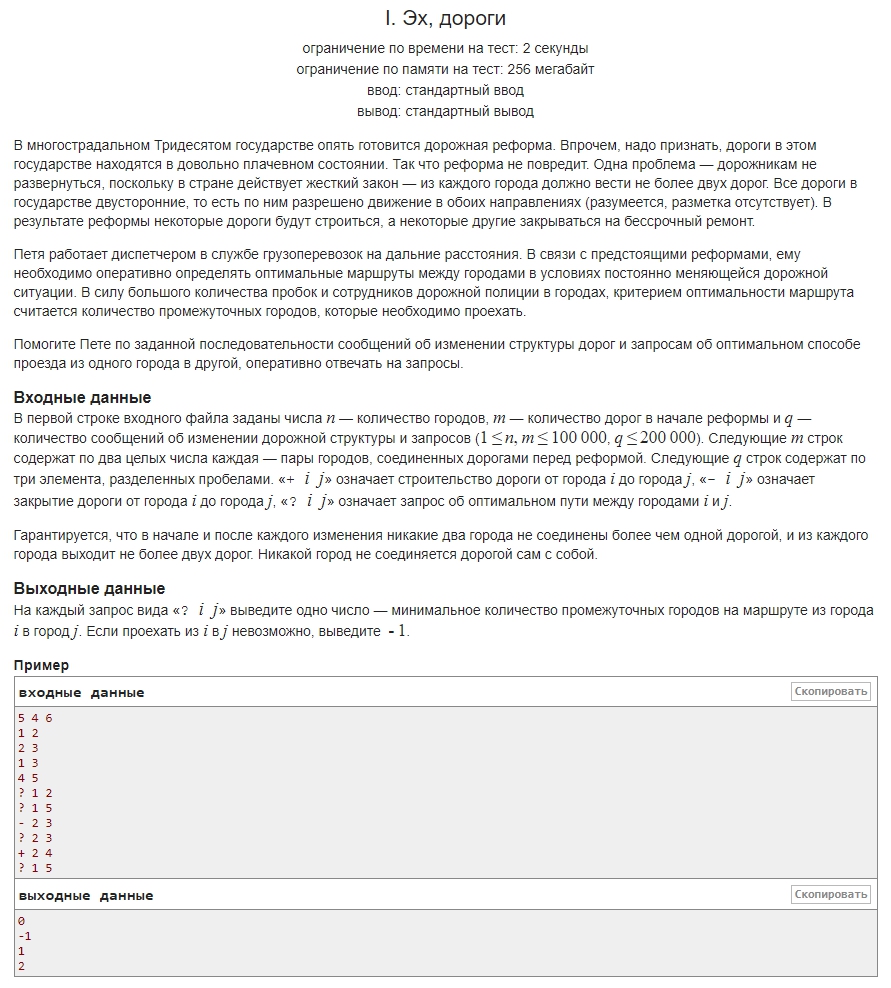 I. Эх, дороги
ограничение по времени на тест: 2 секунды
ограничение по памяти на тест: 256 мегабайт
ввод: стандартный ввод
вывод: стандартный вывод
В многострадальном Тридесятом государстве опять готовится дорожная реформа. Впрочем, надо признать, дороги в этом
государстве находятся в довольно плачевном состоянии. Так что реформа не повредит. Одна проблема — дорожникам не
развернуться, поскольку в стране действует жесткий закон — из каждого города должно вести не более двух дорог. Все дороги в
государстве двусторонние, то есть по ним разрешено движение в обоих направлениях (разумеется, разметка отсутствует). В
результате реформы некоторые дороги будут строиться, а некоторые другие закрываться на бессрочный ремонт.
Петя работает диспетчером в службе грузоперевозок на дальние расстояния. В связи с предстоящими реформами, ему
необходимо оперативно определять оптимальные маршруты между городами в условиях постоянно меняющейся дорожной
ситуации. В силу большого количества пробок и сотрудников дорожной полиции в городах, критерием оптимальности маршрута
считается количество промежуточных городов, которые необходимо проехать.
Помогите Пете по заданной последовательности сообщений об изменении структуры дорог и запросам об оптимальном способе
проезда из одного города в другой, оперативно отвечать на запросы.
Входные данные
В первой строке входного файла заданы числа n — количество городов, m — количество дорог в начале реформы и q —
количество сообщений об изменении дорожной структуры и запросов (1 ≤ n, m ≤ 100 000, q ≤ 200 000). Следующие m строк
содержат по два целых числа каждая — пары городов, соединенных дорогами перед реформой. Следующие q строк содержат по
три элемента, разделенных пробелами. «+ i j» означает строительство дороги от города i до города j, «- i j» означает
закрытие дороги от города i до города j, «? i j» означает запрос об оптимальном пути между городами i и j.
Гарантируется, что в начале и после каждого изменения никакие два города не соединены более чем одной дорогой, и из каждого
города выходит не более двух дорог. Никакой город не соединяется дорогой сам с собой.
Выходные данные
На каждый запрос вида «? i j» выведите одно число — минимальное количество промежуточных городов на маршруте из города
i в город j. Если проехать из i в j невозможно, выведите - 1.
Пример
входные данные
Скопировать
5 4 6
1 2
2 3
1 3
4 5
? 1 2
? 1 5
- 2 3
? 2 3
+ 2 4
? 1 5
выходные данные
Скопировать
0
-1
1
2